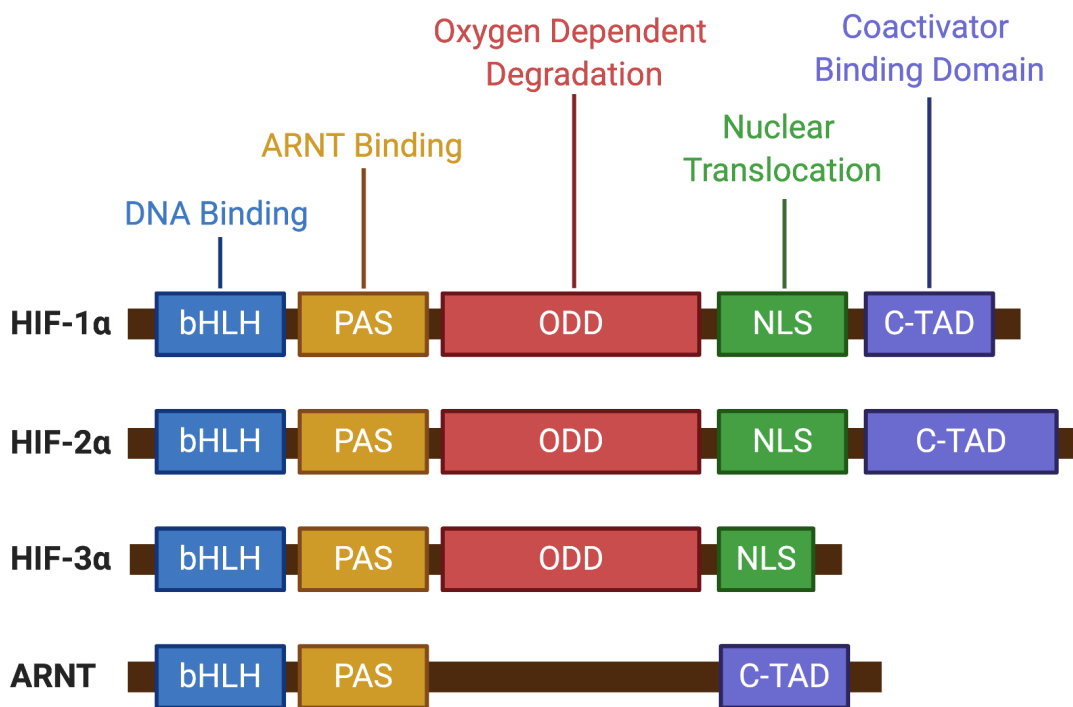 Oxygen Dependent
Degradation
Coactivator
Binding Domain
ARNT Binding
Nuclear
Translocation
DNA Binding
HIF-1α bHLH PAS ODD NLS C-TAD
HIF-2α bHLH PAS ODD NLS C-TAD
HIF-3α bHLH PAS ODD NLS
ARNT bHLH PAS C-TAD